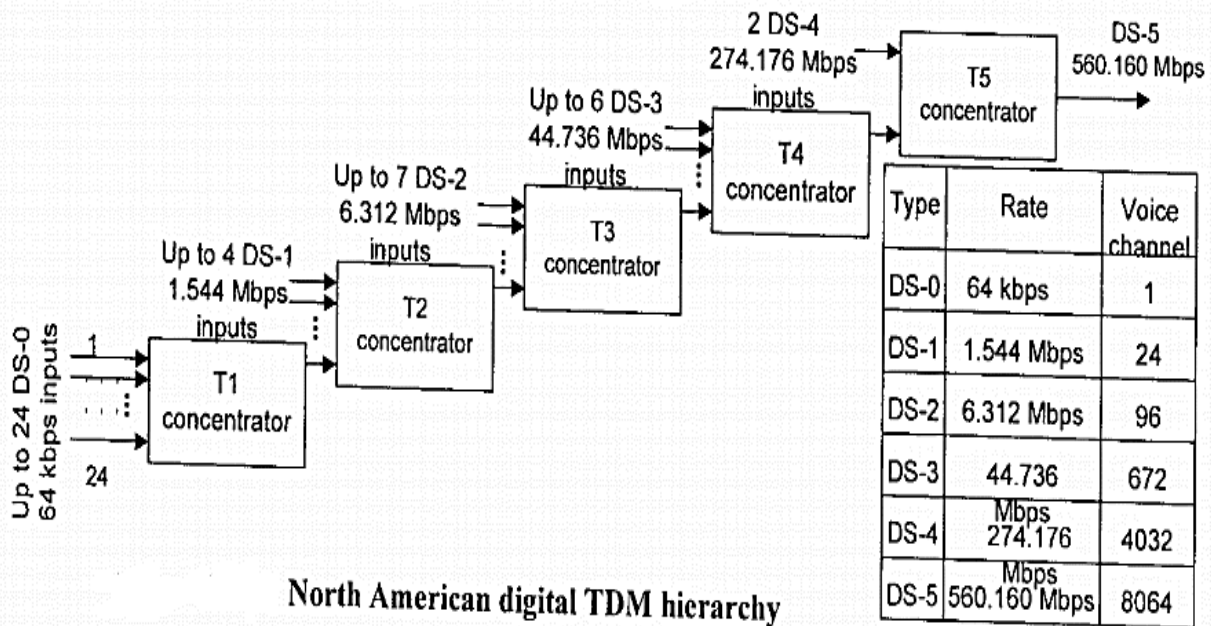 2 DS-4
274.176 Mbps
inputs
T5
concentrator
DS-5
560.160 Mbps
Up to 6 DS-3
44.736 Mbps
inputs
T4
concentrator
Up to 7 DS-2
6.312 Mbps
inputs
T3
concentrator
Up to 4 DS-1
1.544 Mbps
inputs
T2
concentrator
Up to 24 DS-0
64 kbps inputs
1
24
T1
concentrator
Type Rate Voice channel
DS-0 64 kbps 1
DS-1 1.544 Mbps 24
DS-2 6.312 Mbps 96
DS-3 44.736 Mbps 672
DS-4 274.176 Mbps 4032
DS-5 560.160 Mbps 8064
North American digital TDM hierarchy